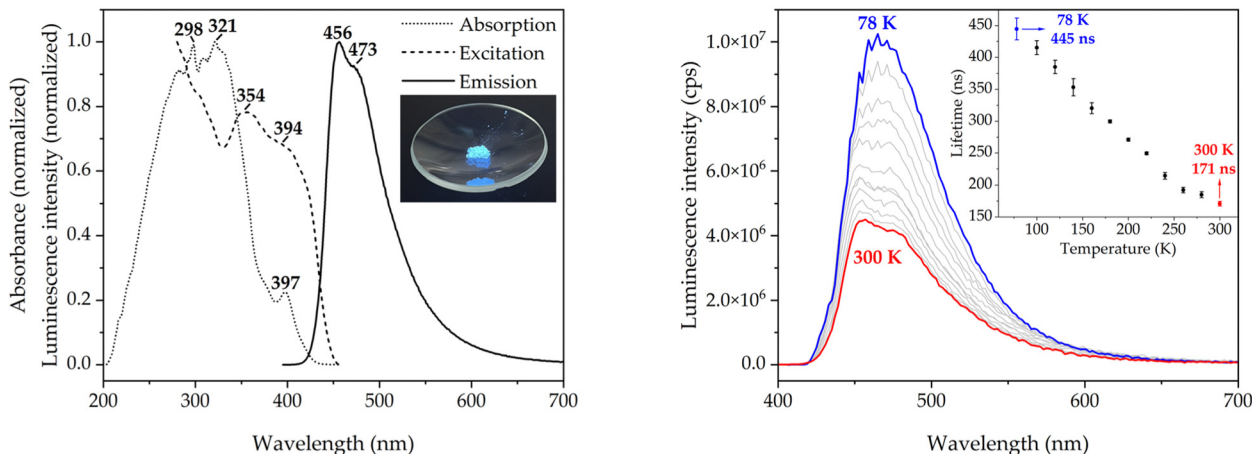 Absorbance (normalized)
Luminescence intensity (normalized)
1.0
0.8
0.6
0.4
0.2
0.0
200
300
400
500
600
700
Wavelength (nm)
298
321
354
394
397
456
473
Absorption
Excitation
Emission
Luminescence intensity (cps)
1.0×10⁷
8.0×10⁶
6.0×10⁶
4.0×10⁶
2.0×10⁶
0.0
400
500
600
700
Wavelength (nm)
78 K
300 K
Lifetime (ns)
450
400
350
300
250
200
150
100
140
180
220
260
300
Temperature (K)
78 K
445 ns
300 K
171 ns